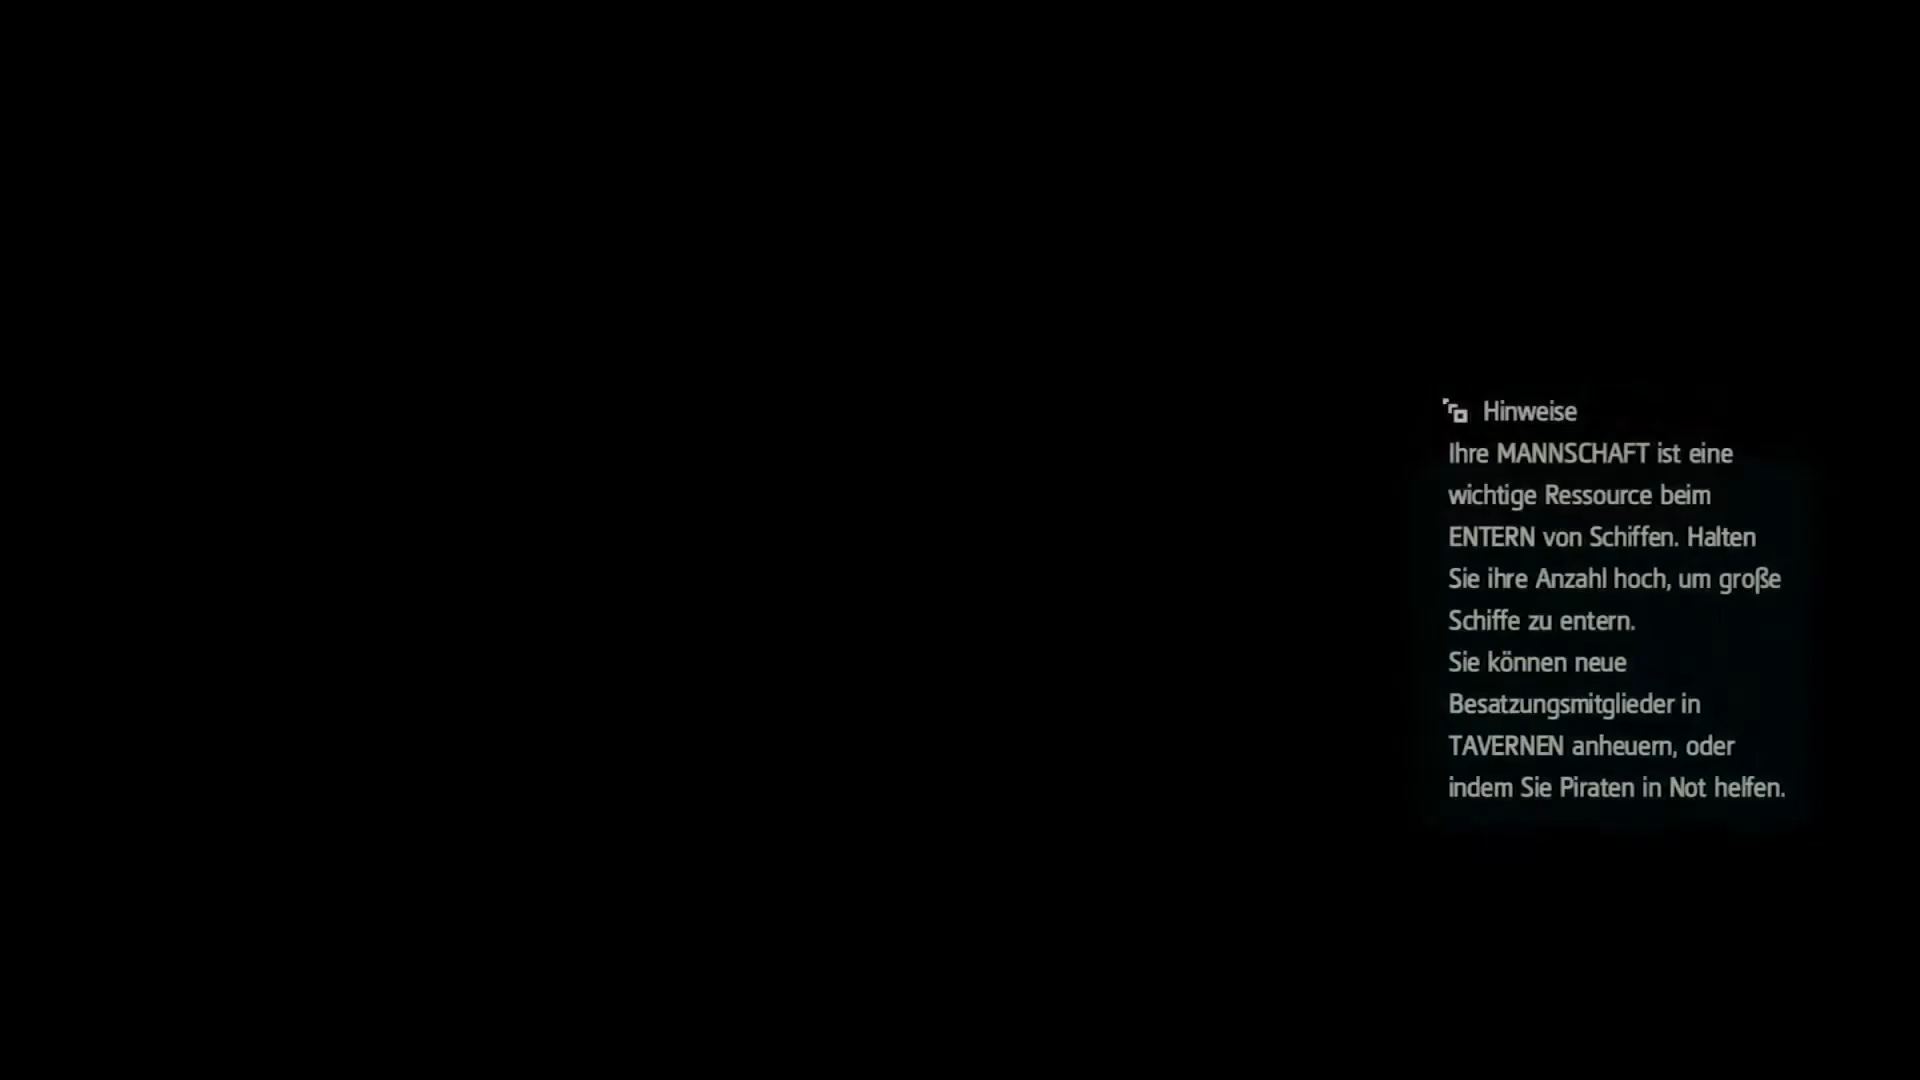 Hinweise
Ihre MANNSCHAFT ist eine
wichtige Ressource beim
ENTERN von Schiffen. Halten
Sie ihre Anzahl hoch, um große
Schiffe zu entern.
Sie können neue
Besatzungsmitglieder in
TAVERNEN anheuern, oder
indem Sie Piraten in Not helfen.